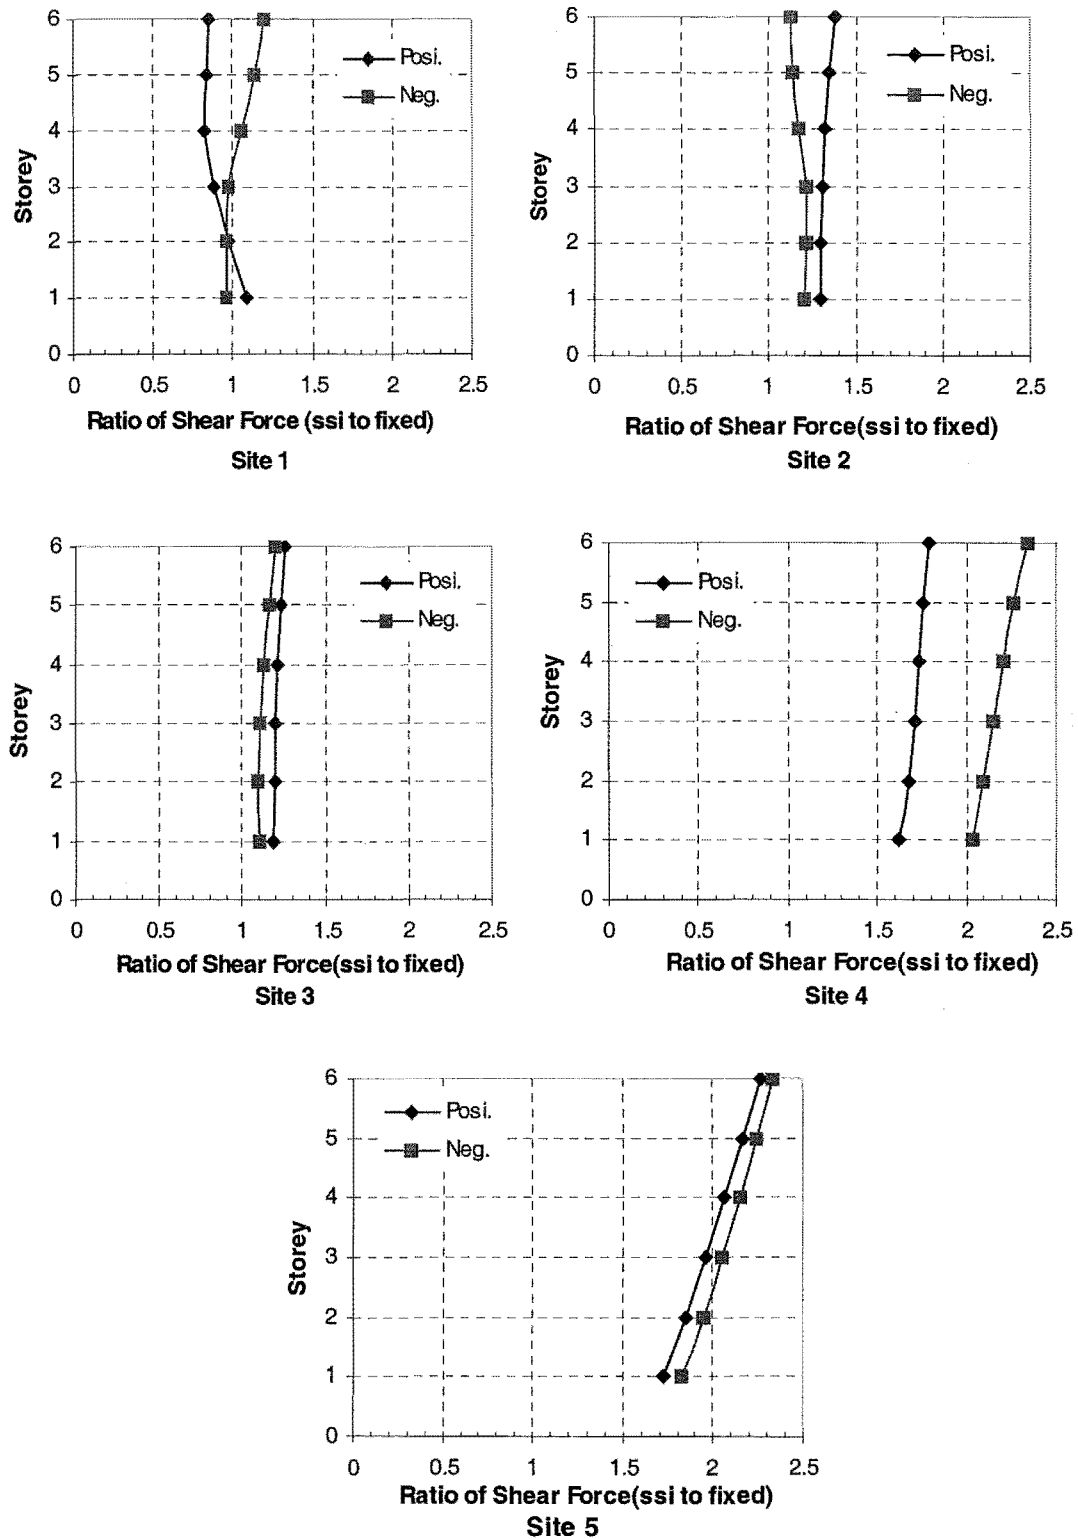 6
5
4
3
2
1
0
Storey
Posi.
Neg.
0 0.5 1 1.5 2 2.5
Ratio of Shear Force (ssi to fixed)
Site 1
6
5
4
3
2
1
0
Storey
Posi.
Neg.
0 0.5 1 1.5 2 2.5
Ratio of Shear Force(ssi to fixed)
Site 2
6
5
4
3
2
1
0
Storey
Posi.
Neg.
0 0.5 1 1.5 2 2.5
Ratio of Shear Force(ssi to fixed)
Site 3
6
5
4
3
2
1
0
Storey
Posi.
Neg.
0 0.5 1 1.5 2 2.5
Ratio of Shear Force(ssi to fixed)
Site 4
6
5
4
3
2
1
0
Storey
Posi.
Neg.
0 0.5 1 1.5 2 2.5
Ratio of Shear Force(ssi to fixed)
Site 5